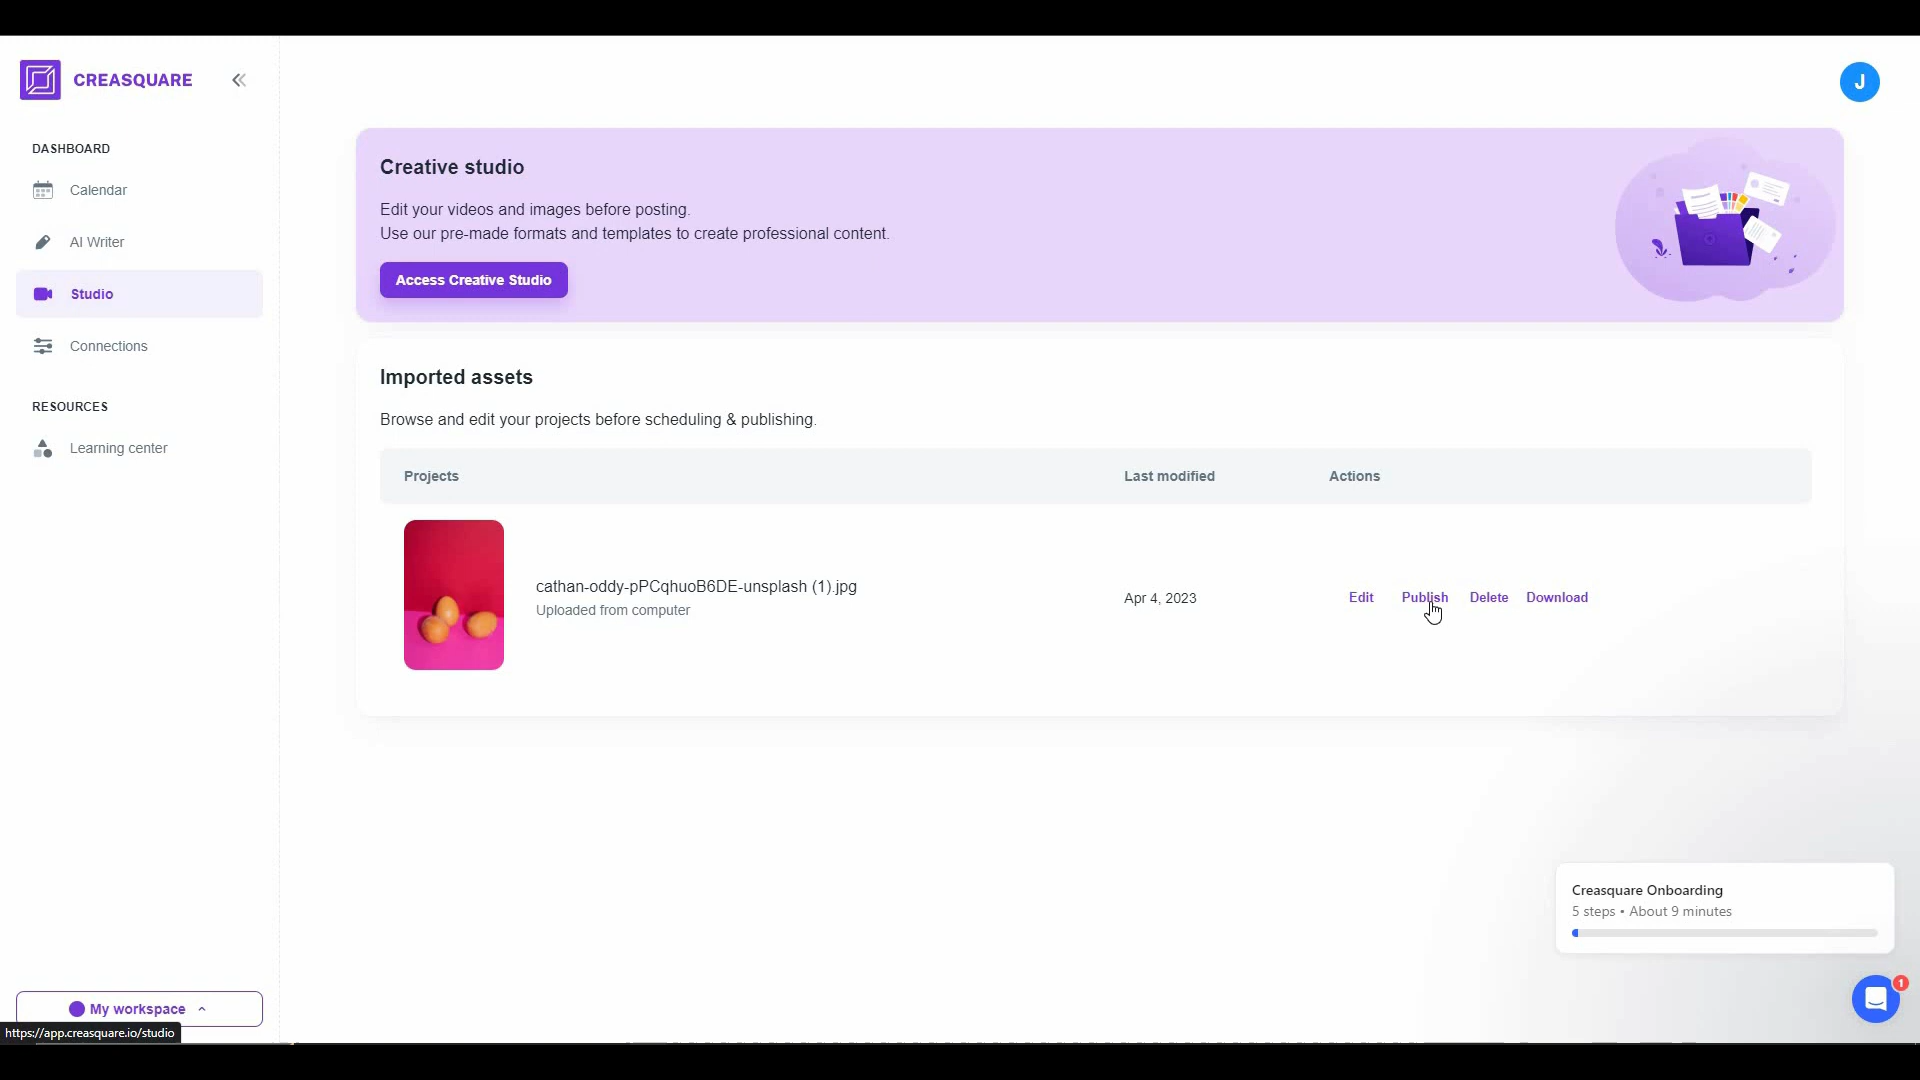 CREASQUARE
J
DASHBOARD
Calendar
AI Writer
Studio
Connections
RESOURCES
Learning center
Creative studio
Edit your videos and images before posting.
Use our pre-made formats and templates to create professional content.
Access Creative Studio
Imported assets
Browse and edit your projects before scheduling & publishing.
Projects Last modified Actions
cathan-oddy-pPCqhuoB6DE-unsplash (1).jpg
Uploaded from computer
Apr 4, 2023
Edit Publish Delete Download
Creasquare Onboarding
5 steps • About 9 minutes
1
My workspace
https://app.creasquare.io/studio